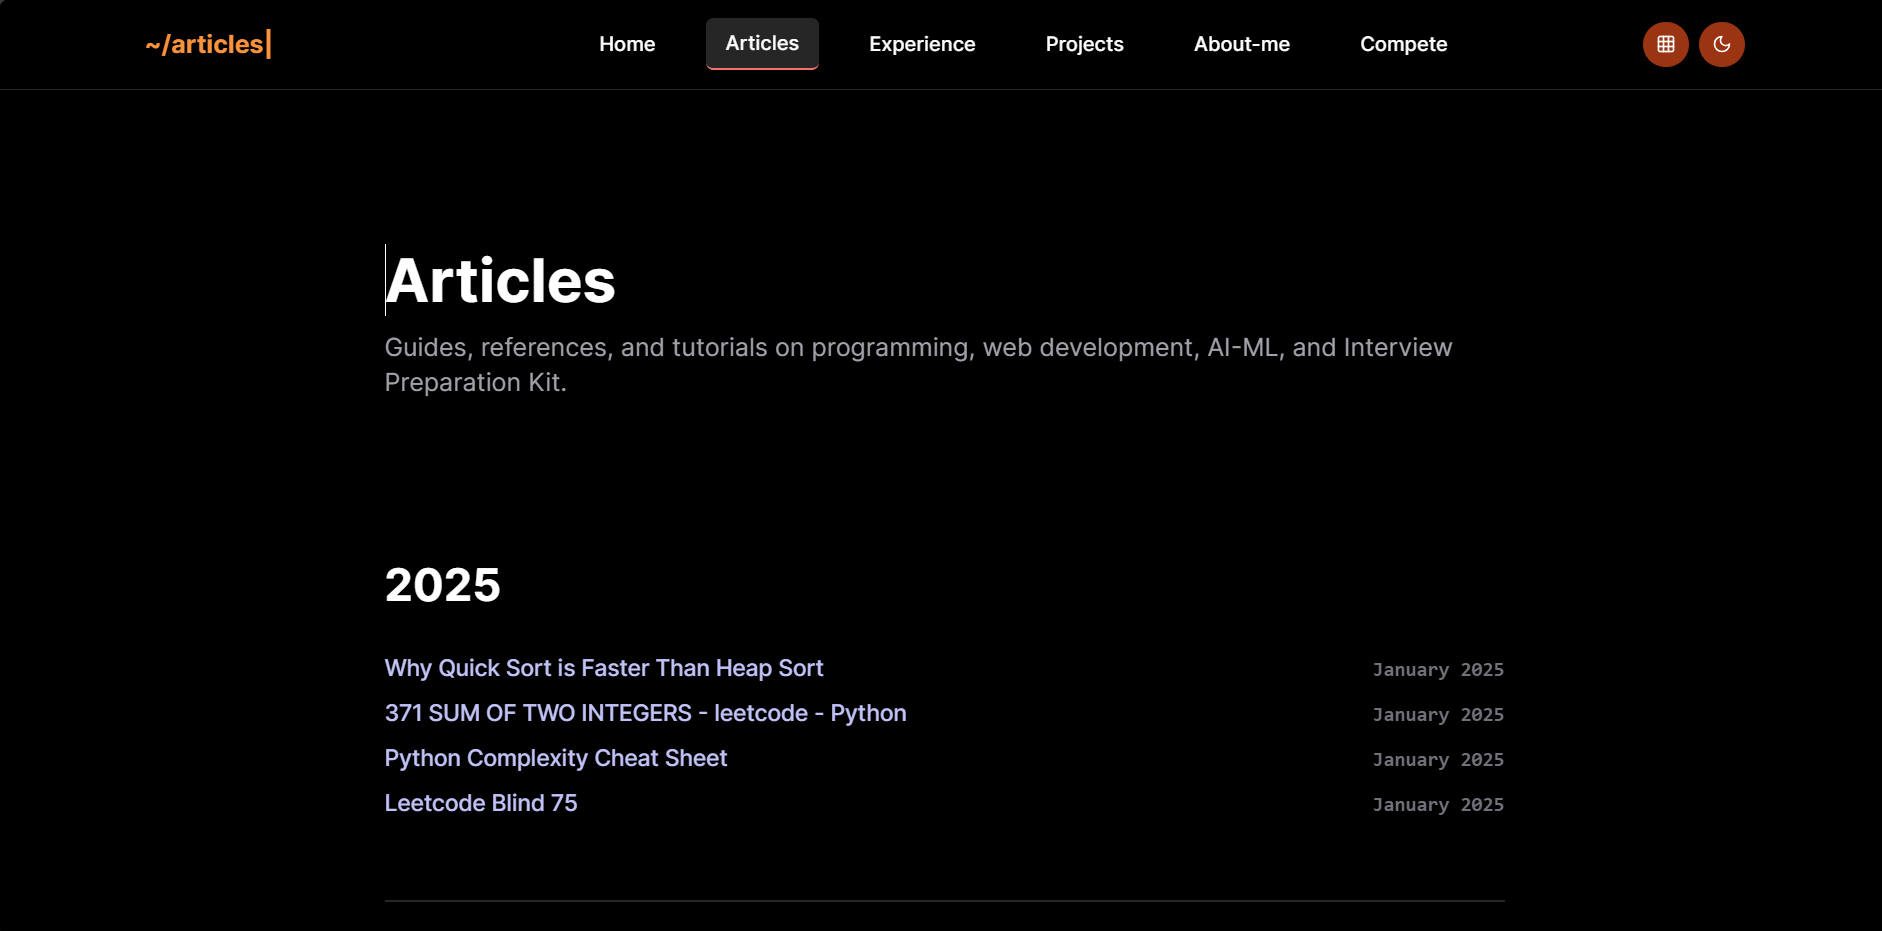 ~/articles|
Home Articles Experience Projects About-me Compete
Articles
Guides, references, and tutorials on programming, web development, AI-ML, and Interview
Preparation Kit.
2025
Why Quick Sort is Faster Than Heap Sort January 2025
371 SUM OF TWO INTEGERS - leetcode - Python January 2025
Python Complexity Cheat Sheet January 2025
Leetcode Blind 75 January 2025